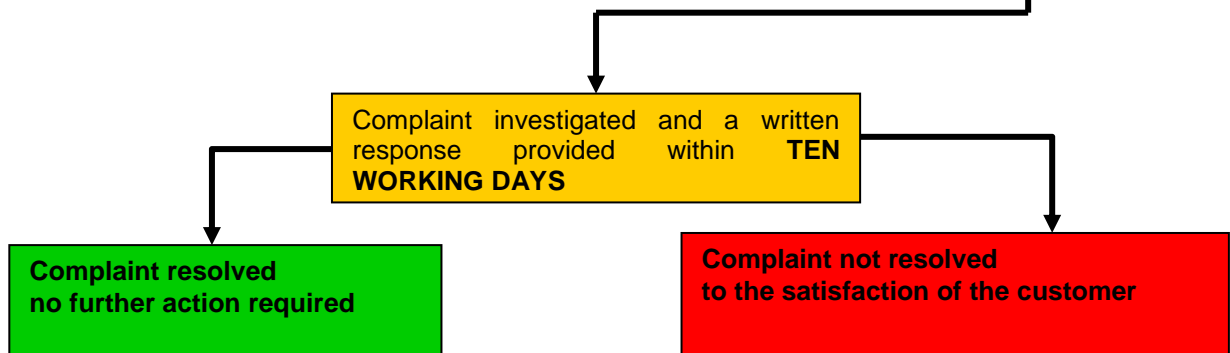 Complaint investigated and a written
response provided within TEN
WORKING DAYS
Complaint resolved
no further action required
Complaint not resolved
to the satisfaction of the customer